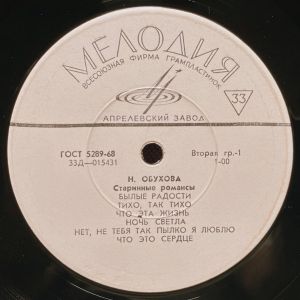 МЕЛОДИЯ
ВСЕСОЮЗНАЯ ФИРМА ГРАМПЛАСТИНОК
33
АПРЕЛЕВСКИЙ ЗАВОД
ГОСТ 5289-68
33Д—015431
Вторая гр.-1
1-00
Н. ОБУХОВА
Старинные романсы
БЫЛЫЕ РАДОСТИ
ТИХО, ТАК ТИХО
ЧТО ЭТА ЖИЗНЬ
НОЧЬ СВЕТЛА
НЕТ, НЕ ТЕБЯ ТАК ПЫЛКО Я ЛЮБЛЮ
ЧТО ЭТО СЕРДЦЕ